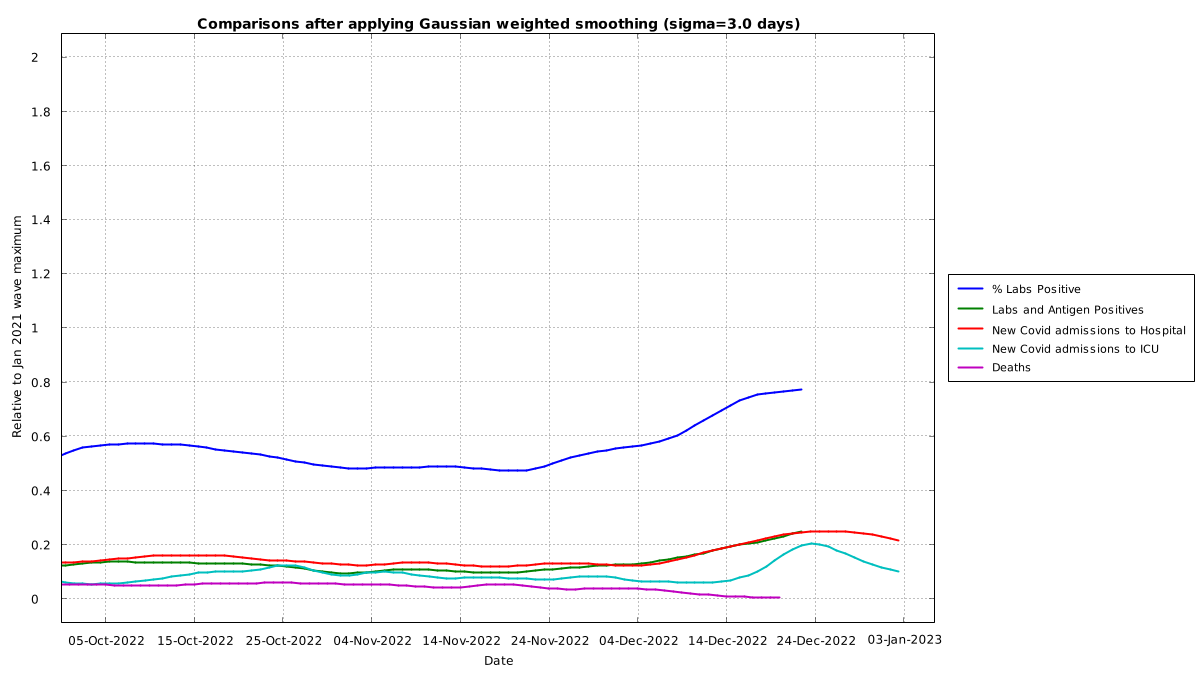 Comparisons after applying Gaussian weighted smoothing (sigma=3.0 days)
2
1.8
1.6
1.4
1.2
1
0.8
0.6
0.4
0.2
0
Relative to Jan 2021 wave maximum
05-Oct-2022 15-Oct-2022 25-Oct-2022 04-Nov-2022 14-Nov-2022 24-Nov-2022 04-Dec-2022 14-Dec-2022 24-Dec-2022 03-Jan-2023
Date
% Labs Positive
Labs and Antigen Positives
New Covid admissions to Hospital
New Covid admissions to ICU
Deaths